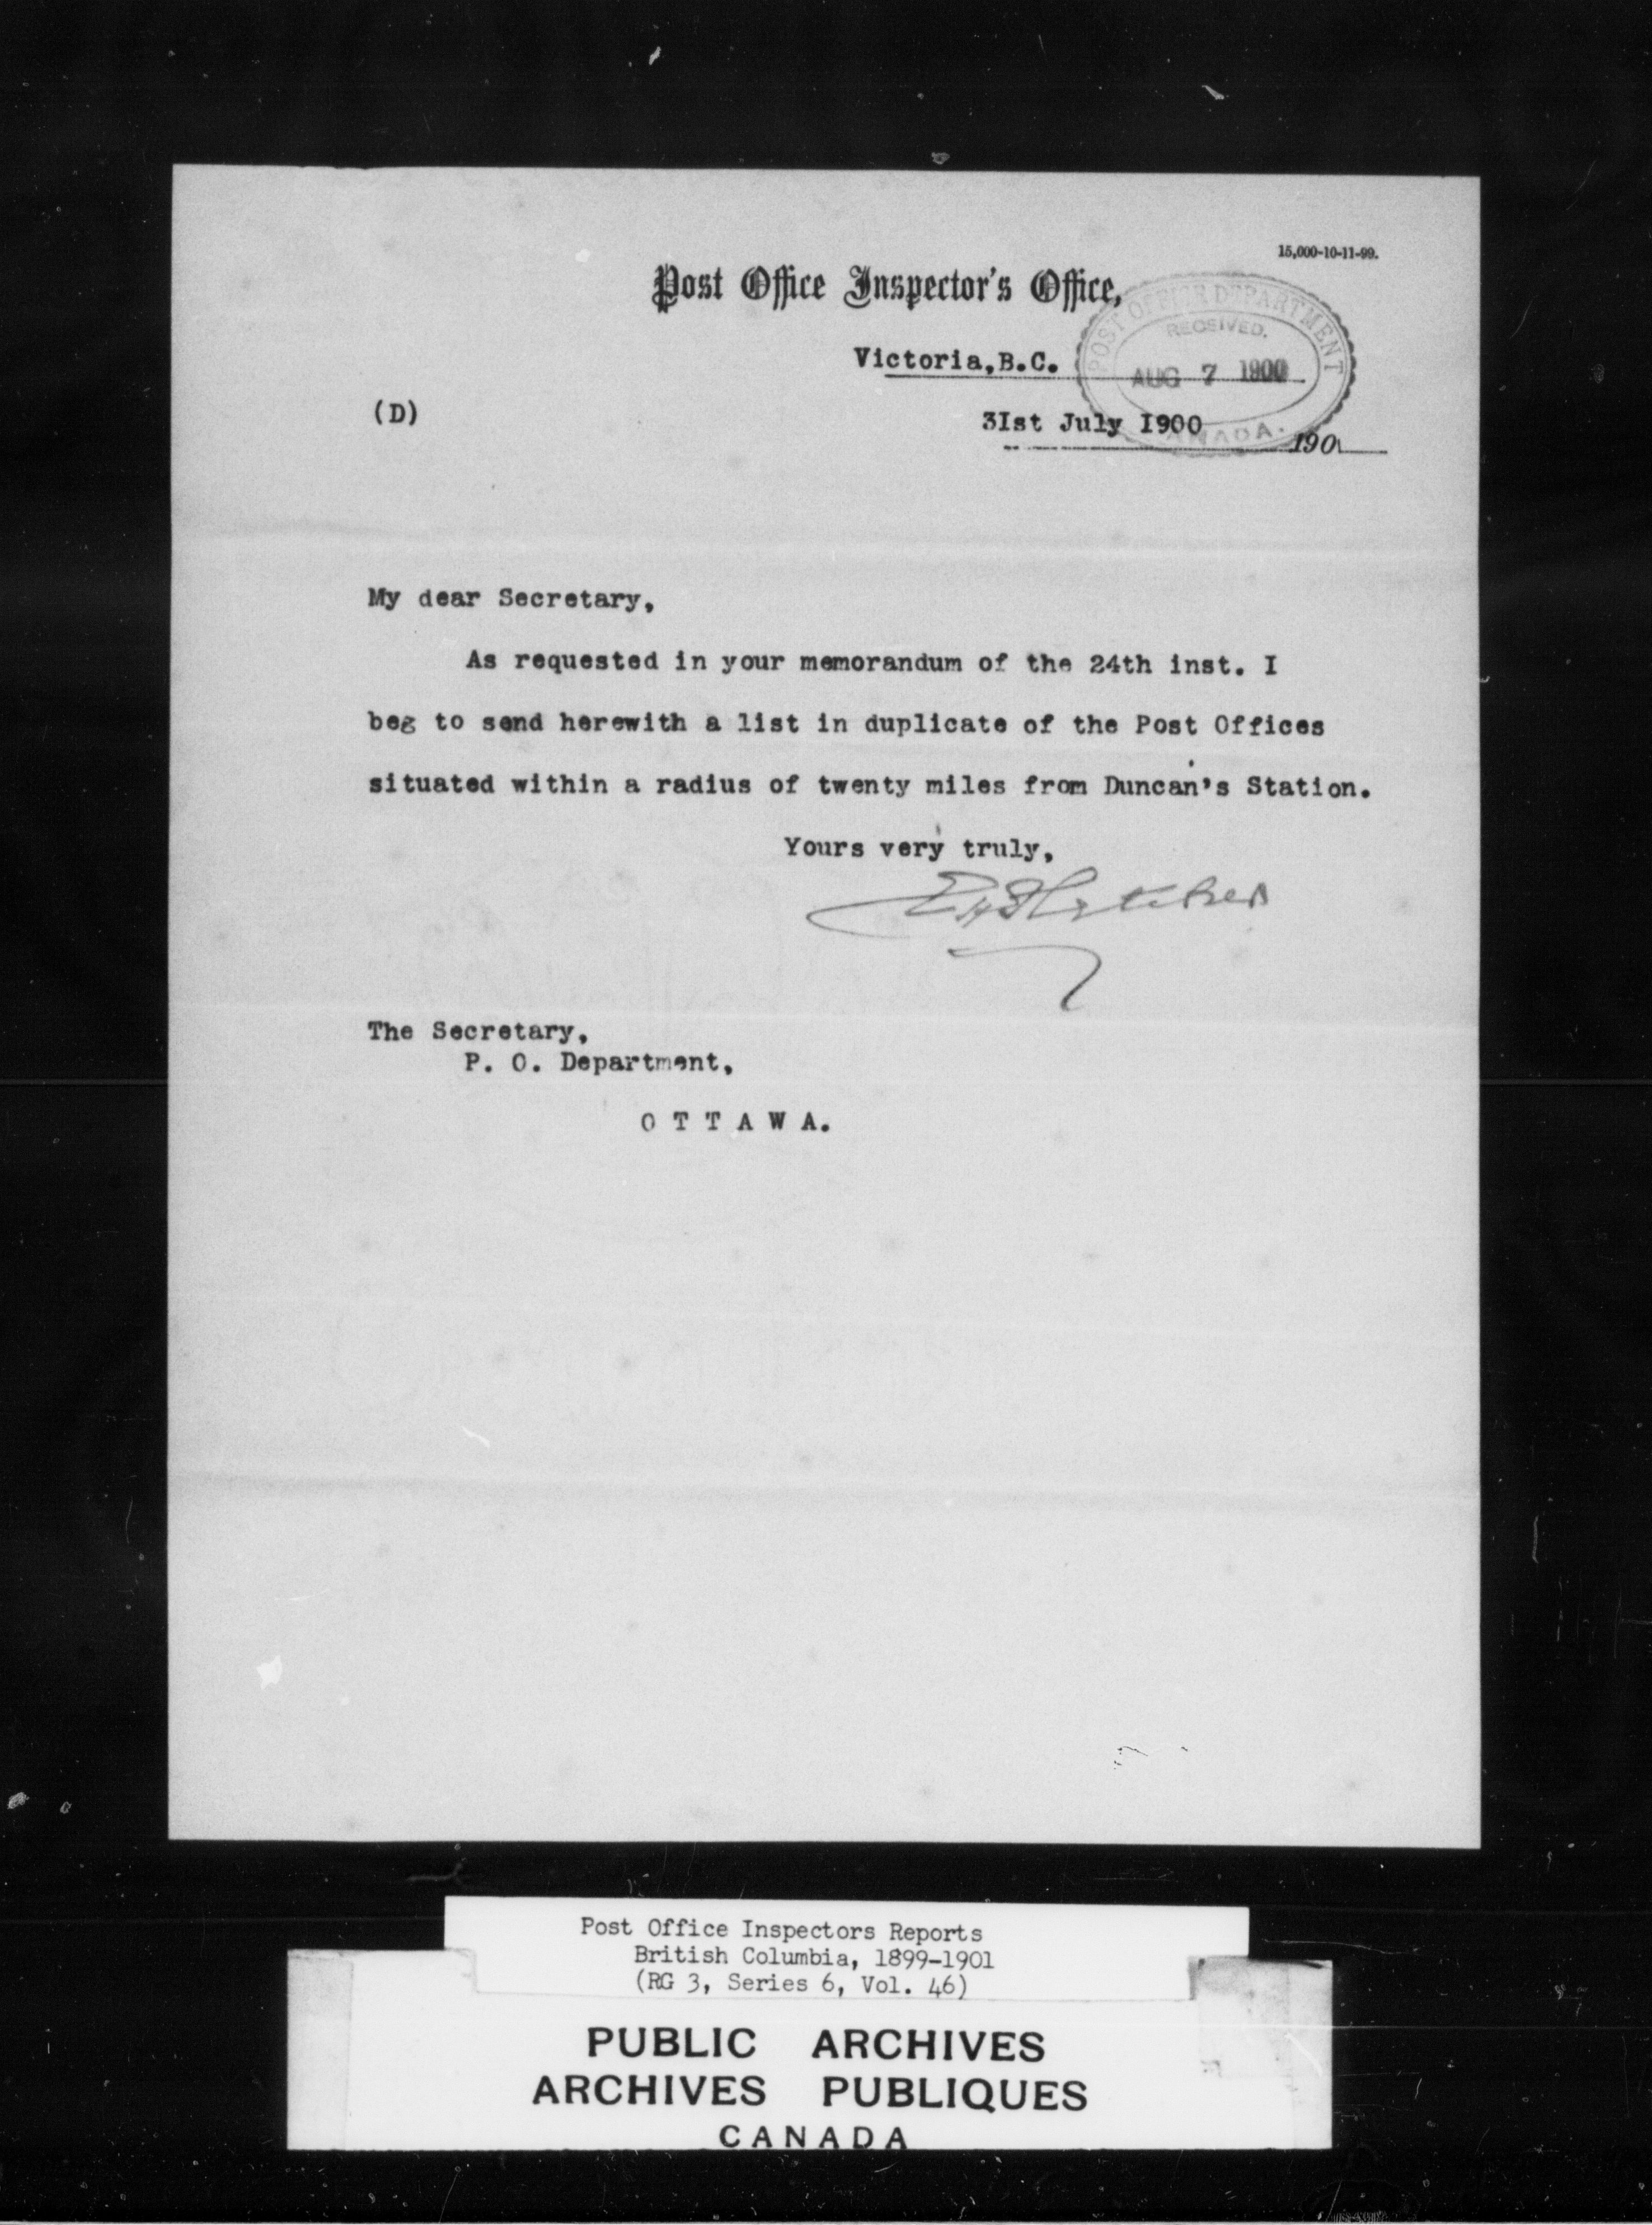 15,000-10-11-99.
Post Office Inspector's Office,
POST OFFICE DEPARTMENT
RECEIVED.
AUG 7 1900
CANADA.
Victoria,B.C.
(D)
3Ist July I900
190
My dear Secretary,
As requested in your memorandum of the 24th inst. I
beg to send herewith a list in duplicate of the Post Offices
situated within a radius of twenty miles from Duncan's Station.
Yours very truly,
The Secretary,
P. O. Department,
O T T A W A.
Post Office Inspectors Reports
British Columbia, 1899-1901
(RG 3, Series 6, Vol. 46)
PUBLIC ARCHIVES
ARCHIVES PUBLIQUES
CANADA